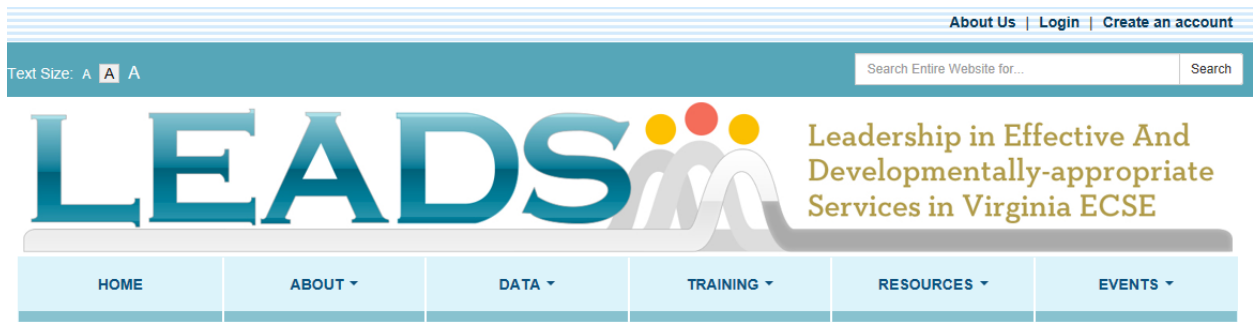 About Us | Login | Create an account
Text Size: A A A
Search Entire Website for... Search
LEADS
Leadership in Effective And
Developmentally-appropriate
Services in Virginia ECSE
HOME ABOUT DATA TRAINING RESOURCES EVENTS